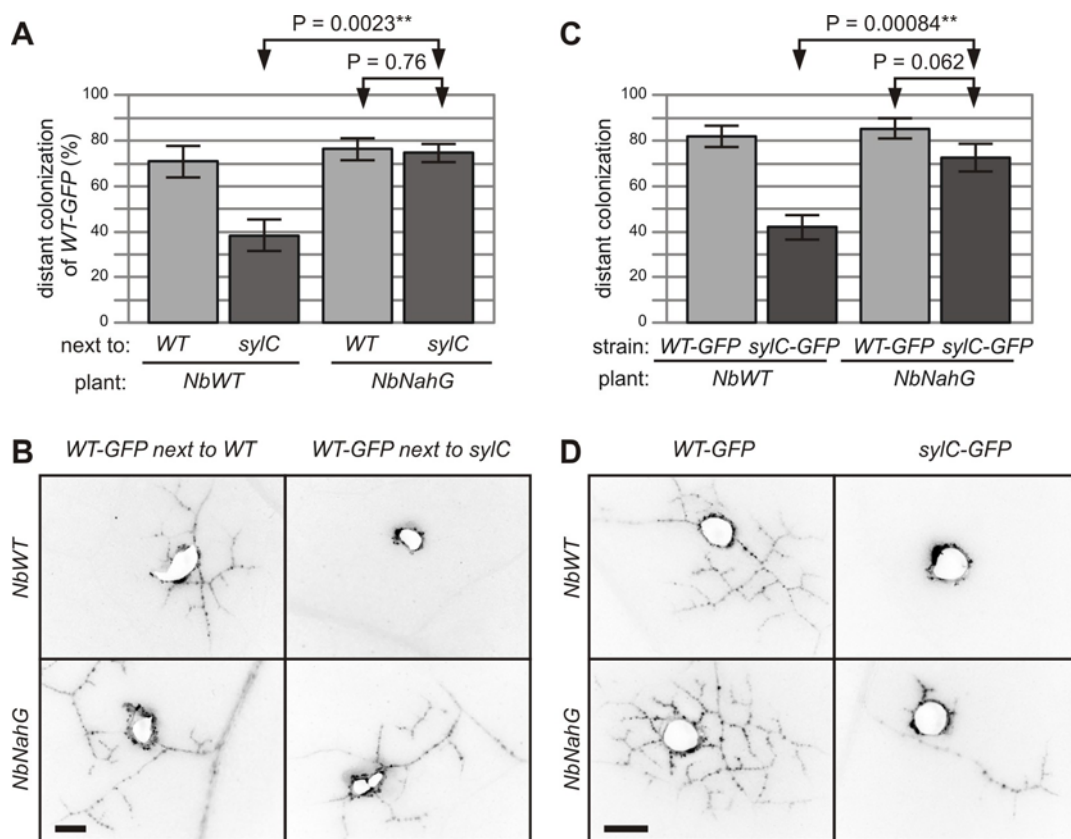 A
P = 0.0023**
P = 0.76
distant colonization
of WT-GFP (%)
100
80
60
40
20
0
next to: WT sylC WT sylC
plant: NbWT NbNahG
C
P = 0.00084**
P = 0.062
distant colonization
100
80
60
40
20
0
strain: WT-GFP sylC-GFP WT-GFP sylC-GFP
plant: NbWT NbNahG
B
WT-GFP next to WT WT-GFP next to sylC
NbWT
NbNahG
D
WT-GFP sylC-GFP
NbWT
NbNahG